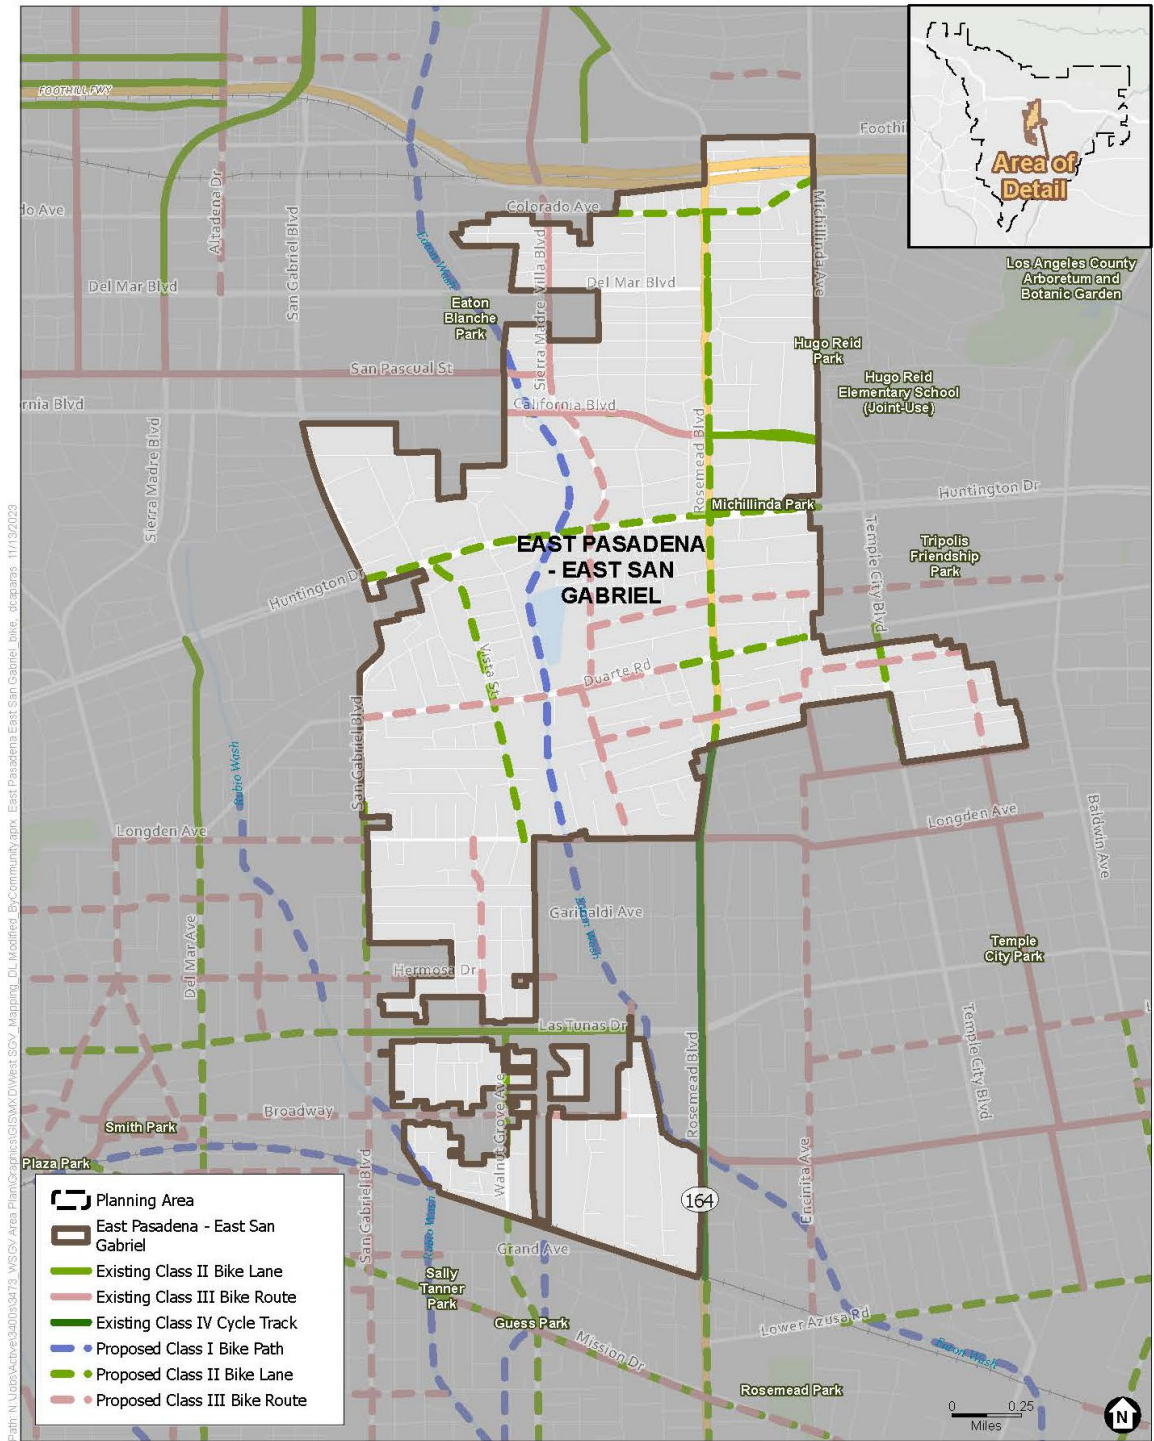 FOOTHILL FWY
Foothil
Area of
Detail
do Ave
Altadena Dr
San Gabriel Blvd
Colorado Ave
Sierra Madre Villa Blvd
Michillinda Ave
Eaton Wash
Del Mar Blvd
Del Mar Blvd
Los Angeles County
Arboretum and
Botanic Garden
Eaton
Blanche
Park
Hugo Reid
Park
San Pascual St
Hugo Reid
Elementary School
(Joint-Use)
rnia Blvd
California Blvd
Sierra Madre Blvd
Rosemead Blvd
Huntington Dr
Michillinda Park
Temple City Blvd
Tripolis
Friendship
Park
EAST PASADENA
- EAST SAN
GABRIEL
Huntington Dr
Vista St
Duarte Rd
San Gabriel Blvd
Rubio Wash
Longden Ave
Longden Ave
Baldwin Ave
Del Mar Ave
Garibaldi Ave
Eaton Wash
Temple
City Park
Hermosa Dr
Las Tunas Dr
Rosemead Blvd
Temple City Blvd
Broadway
Walnut Grove Ave
Smith Park
Plaza Park
Encinita Ave
San Gabriel Blvd
Rubio Wash
164
Grand Ave
Sally
Tanner
Park
Guess Park
Mission Dr
Lower Azusa Rd
Eaton Wash
Rosemead Park
Planning Area
East Pasadena - East San
Gabriel
Existing Class II Bike Lane
Existing Class III Bike Route
Existing Class IV Cycle Track
Proposed Class I Bike Path
Proposed Class II Bike Lane
Proposed Class III Bike Route
0 0.25
Miles
N